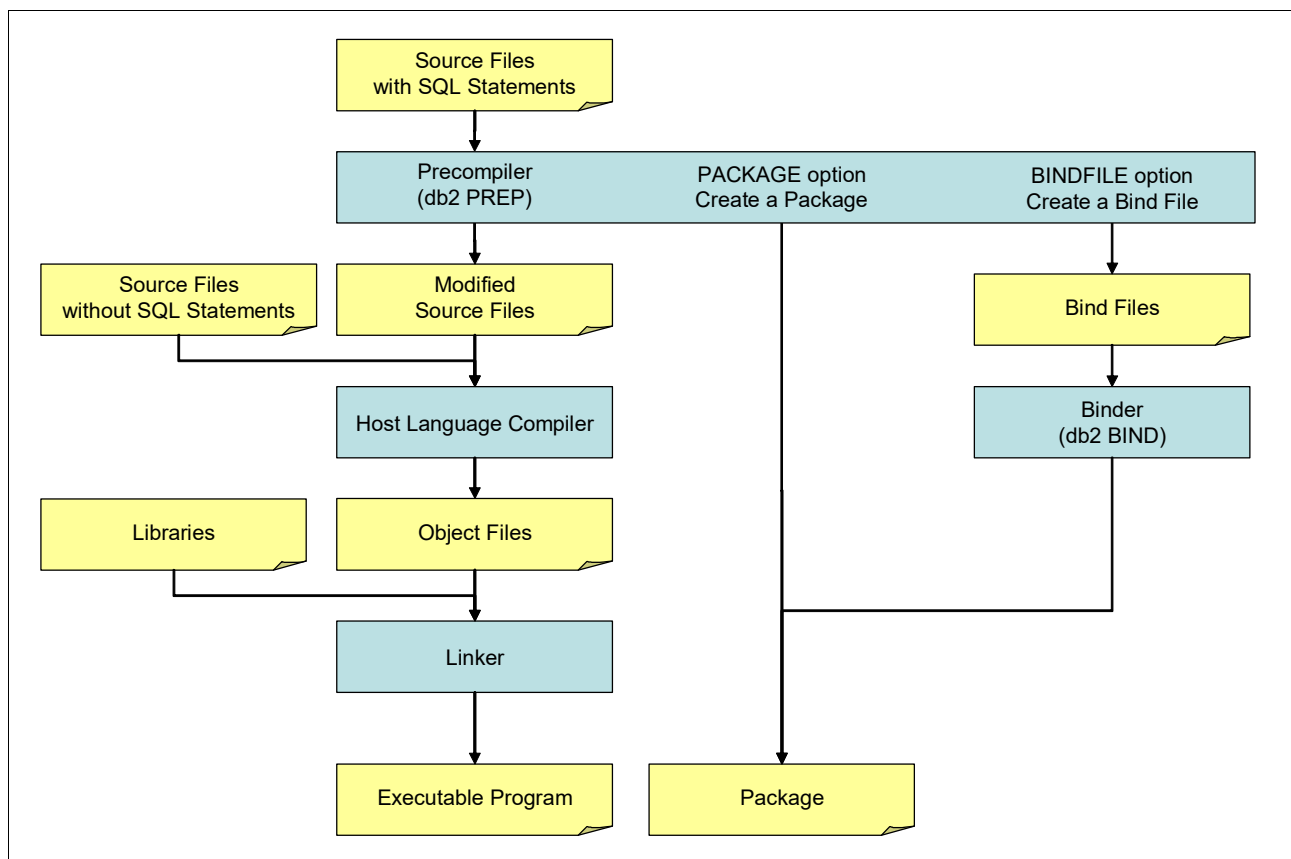 Source Files
with SQL Statements
Precompiler
(db2 PREP)
PACKAGE option
Create a Package
BINDFILE option
Create a Bind File
Source Files
without SQL Statements
Modified
Source Files
Bind Files
Host Language Compiler
Binder
(db2 BIND)
Libraries
Object Files
Linker
Executable Program
Package